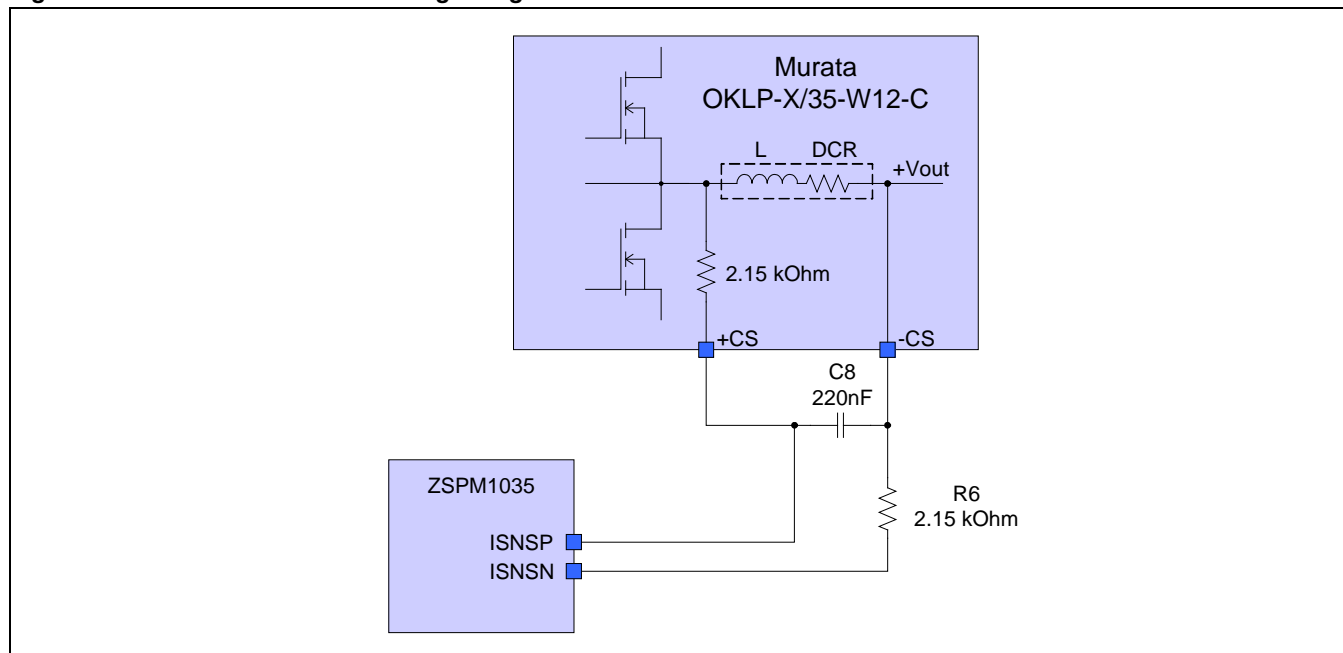 Murata
OKLP-X/35-W12-C
L DCR
+Vout
2.15 kOhm
+CS -CS
C8
220nF
ZSPM1035
R6
2.15 kOhm
ISNSP
ISNSN